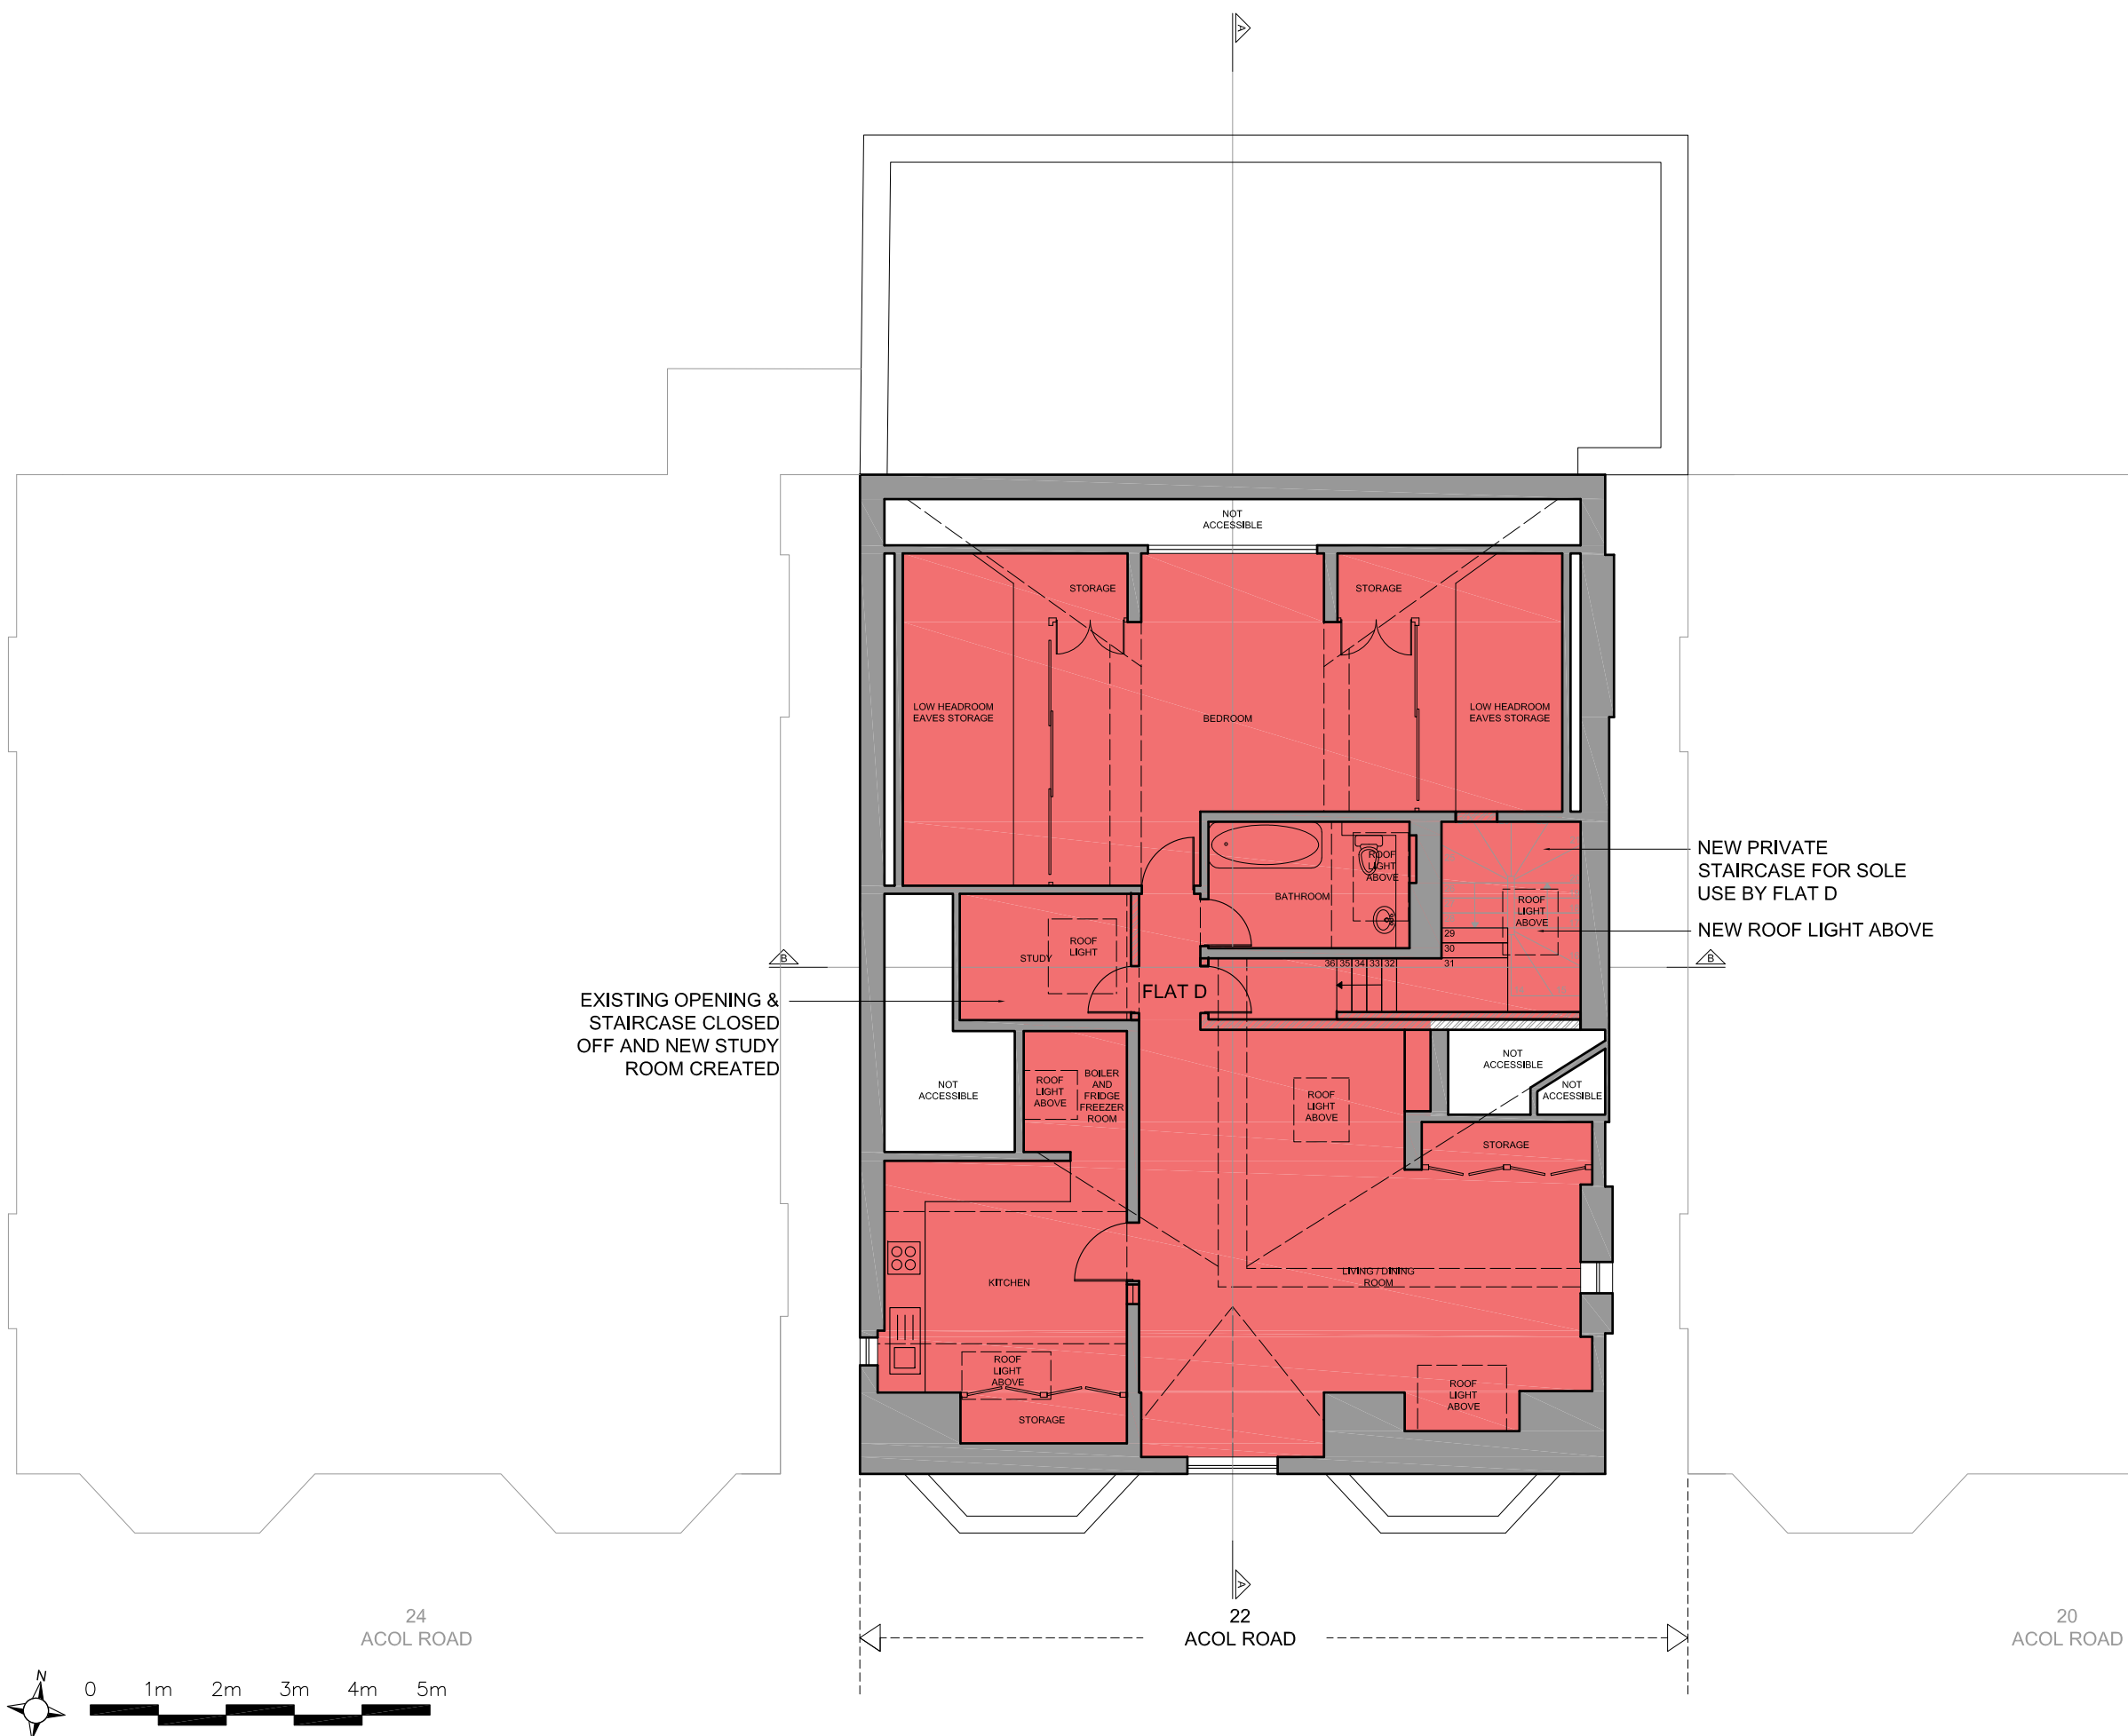 A
NOT
ACCESSIBLE
STORAGE
STORAGE
LOW HEADROOM
EAVES STORAGE
BEDROOM
LOW HEADROOM
EAVES STORAGE
NEW PRIVATE
STAIRCASE FOR SOLE
USE BY FLAT D
NEW ROOF LIGHT ABOVE
ROOF
LIGHT
ABOVE
BATHROOM
ROOF
LIGHT
ABOVE
29
30
31
36 35 34 33 32
STUDY
ROOF
LIGHT
B
B
FLAT D
EXISTING OPENING &
STAIRCASE CLOSED
OFF AND NEW STUDY
ROOM CREATED
NOT
ACCESSIBLE
ROOF
LIGHT
ABOVE
BOILER
AND
FRIDGE
FREEZER
ROOM
ROOF
LIGHT
ABOVE
NOT
ACCESSIBLE
NOT
ACCESSIBLE
STORAGE
KITCHEN
LIVING / DINING
ROOM
ROOF
LIGHT
ABOVE
STORAGE
ROOF
LIGHT
ABOVE
A
24
ACOL ROAD
22
ACOL ROAD
20
ACOL ROAD
N
0 1m 2m 3m 4m 5m